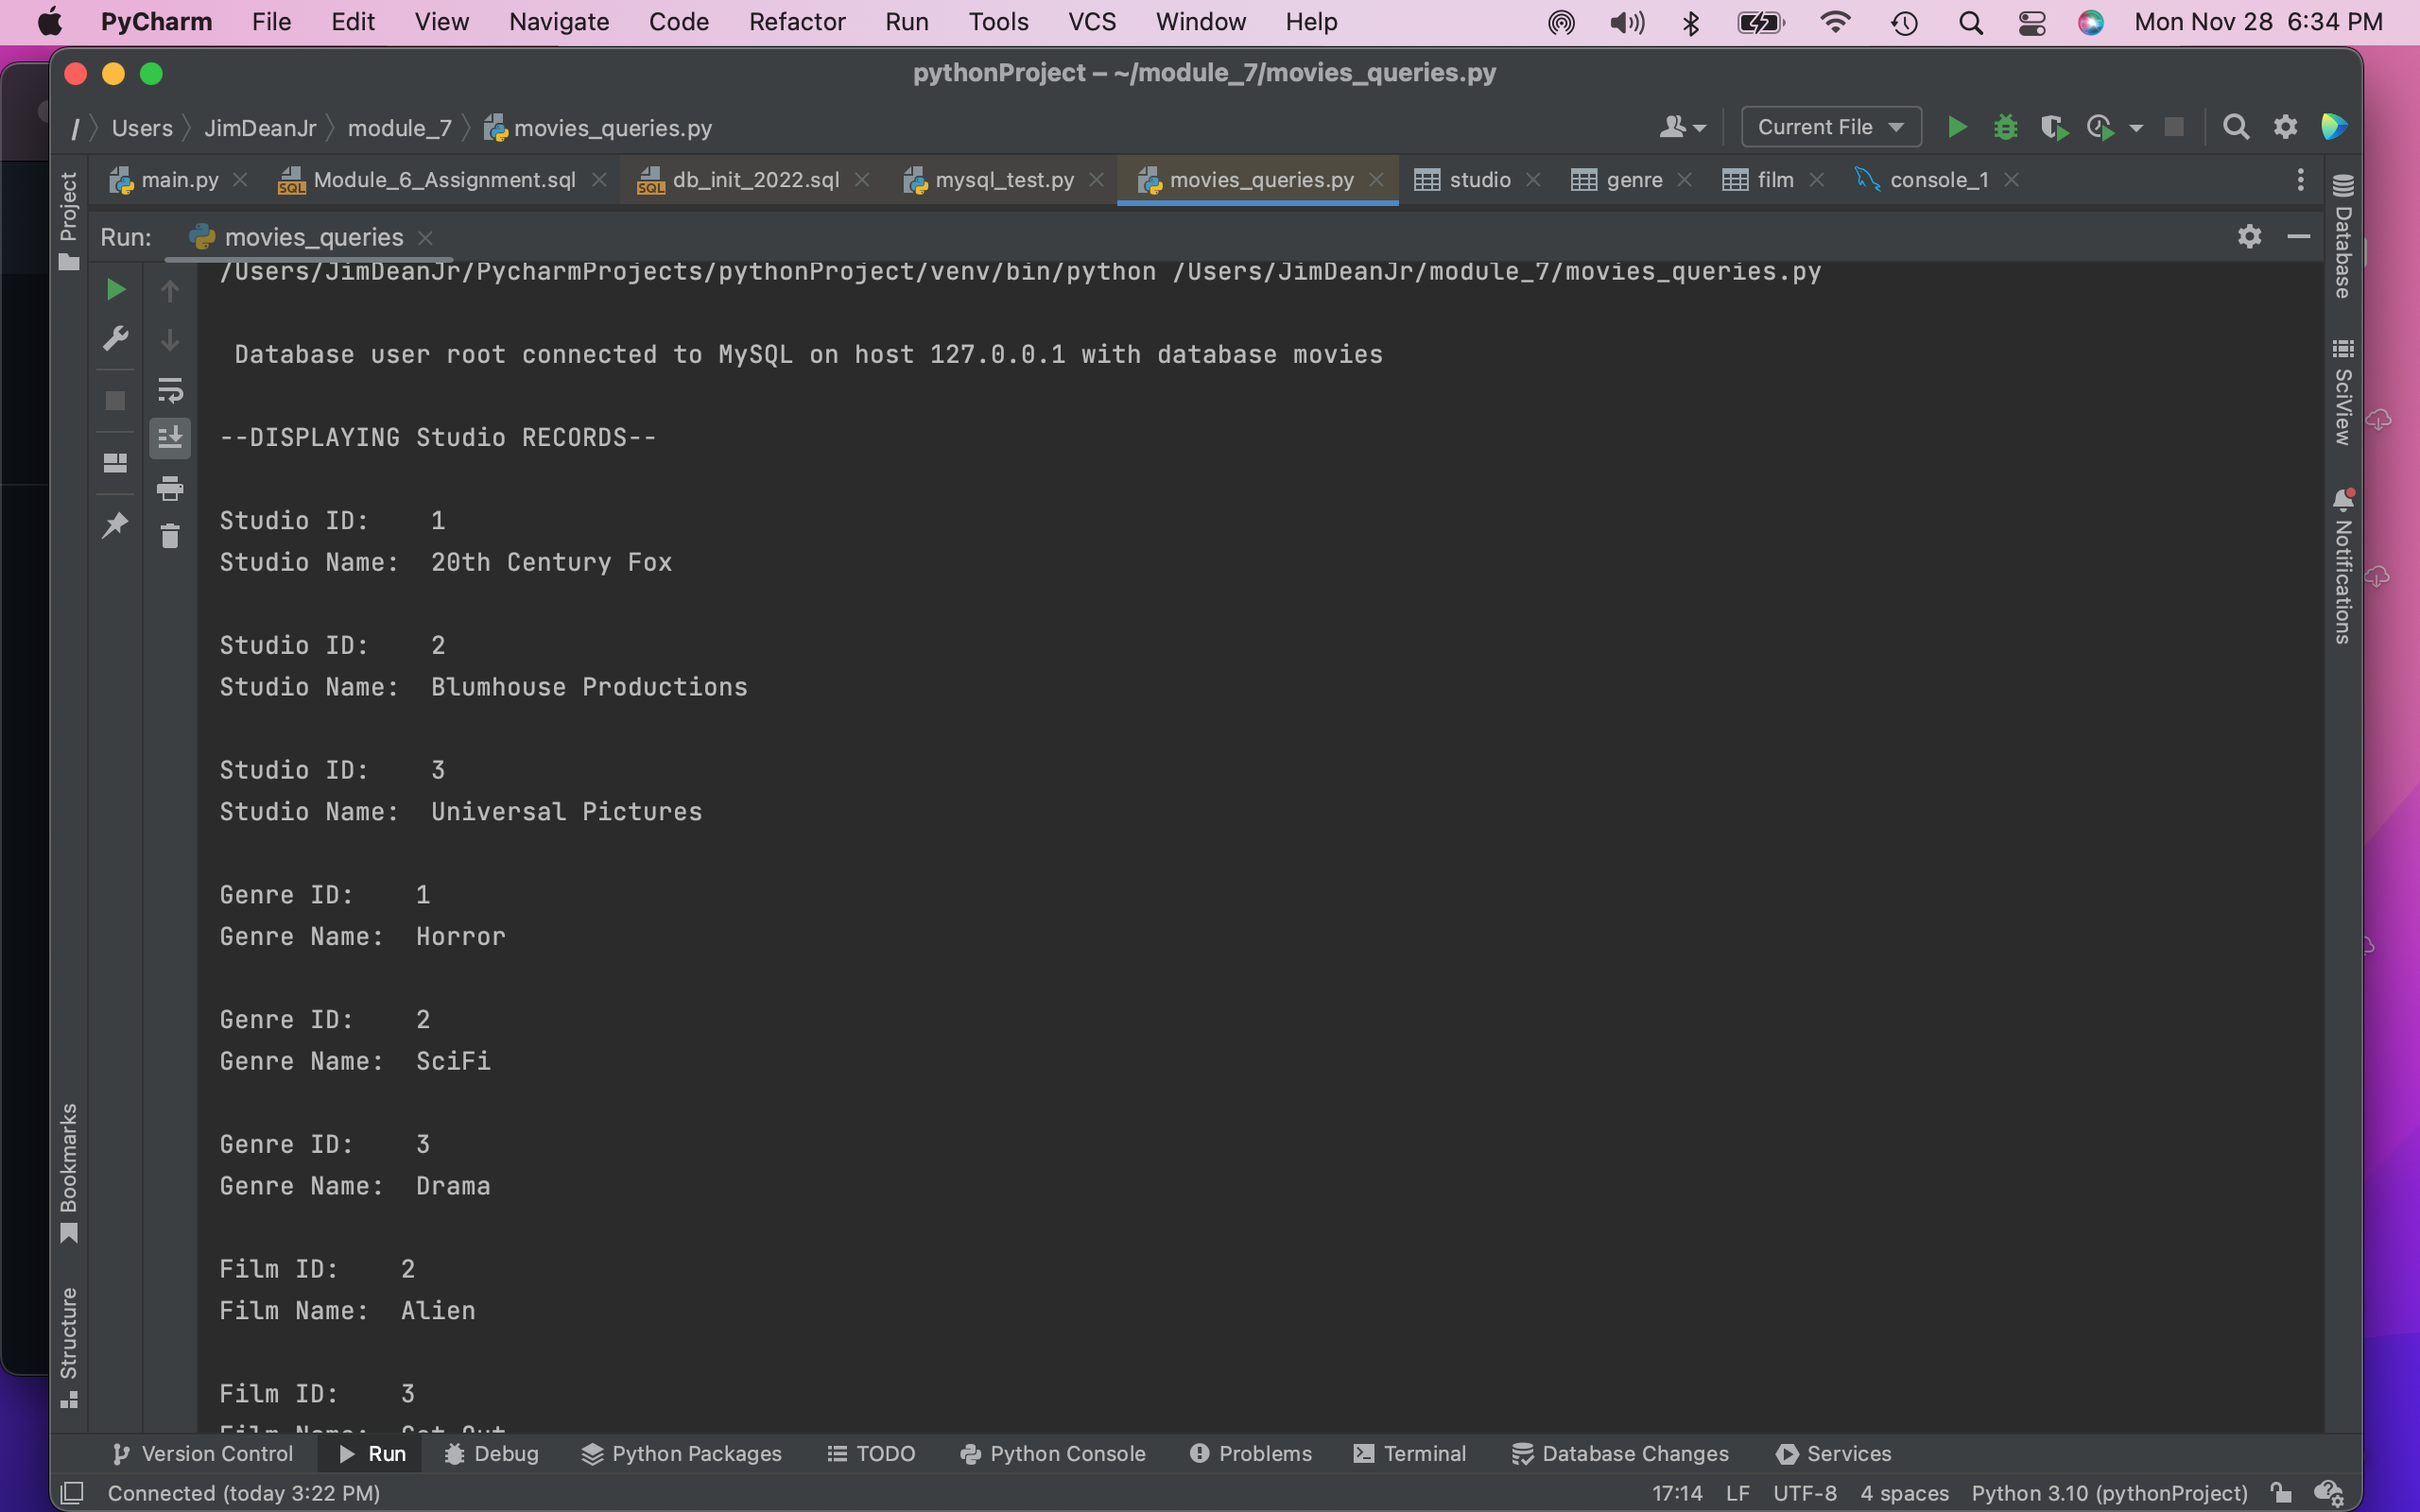 PyCharm File Edit View Navigate Code Refactor Run Tools VCS Window Help Mon Nov 28 6:34 PM
pythonProject – ~/module_7/movies_queries.py
/ Users JimDeanJr module_7 movies_queries.py Current File
main.py Module_6_Assignment.sql db_init_2022.sql mysql_test.py movies_queries.py studio genre film console_1
Run: movies_queries
/Users/JimDeanJr/PycharmProjects/pythonProject/venv/bin/python /Users/JimDeanJr/module_7/movies_queries.py
Database user root connected to MySQL on host 127.0.0.1 with database movies
--DISPLAYING Studio RECORDS--
Studio ID: 1
Studio Name: 20th Century Fox
Studio ID: 2
Studio Name: Blumhouse Productions
Studio ID: 3
Studio Name: Universal Pictures
Genre ID: 1
Genre Name: Horror
Genre ID: 2
Genre Name: SciFi
Genre ID: 3
Genre Name: Drama
Film ID: 2
Film Name: Alien
Film ID: 3
Film Name: Get Out
Project
Bookmarks
Structure
Database
SciView
Notifications
Version Control Run Debug Python Packages TODO Python Console Problems Terminal Database Changes Services
Connected (today 3:22 PM) 17:14 LF UTF-8 4 spaces Python 3.10 (pythonProject)